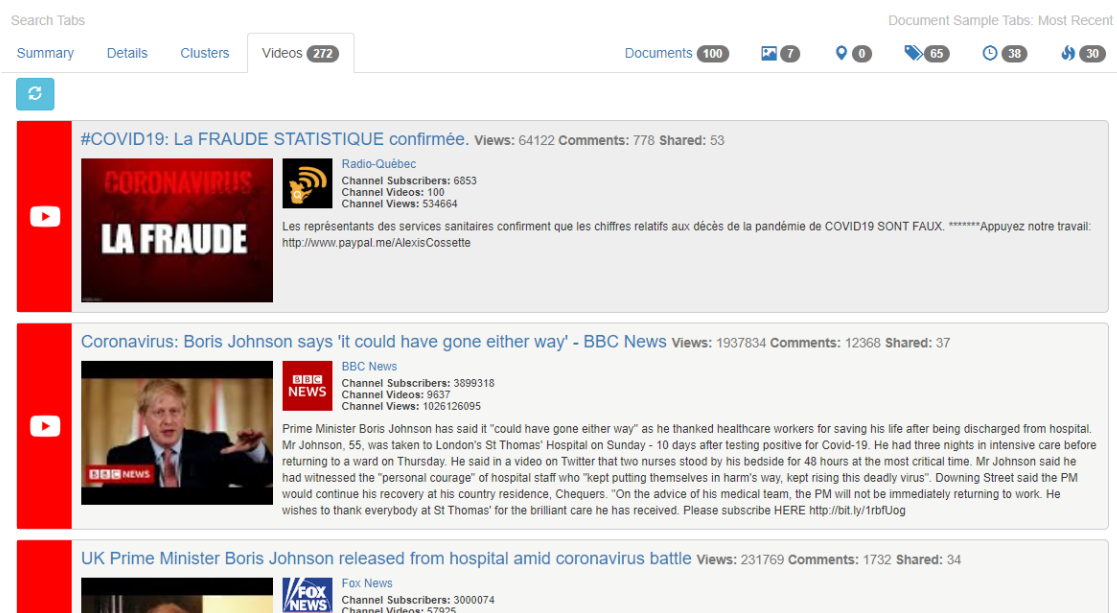 Search Tabs
Document Sample Tabs: Most Recent
Summary Details Clusters Videos 272 Documents 100 7 0 65 38 30
#COVID19: La FRAUDE STATISTIQUE confirmée. Views: 64122 Comments: 778 Shared: 53
CORONAVIRUS
LA FRAUDE
Radio-Québec
Channel Subscribers: 6853
Channel Videos: 100
Channel Views: 534664
Les représentants des services sanitaires confirment que les chiffres relatifs aux décès de la pandémie de COVID19 SONT FAUX. *******Appuyez notre travail:
http://www.paypal.me/AlexisCossette
Coronavirus: Boris Johnson says 'it could have gone either way' - BBC News Views: 1937834 Comments: 12368 Shared: 37
BBC NEWS
BBC
NEWS
BBC News
Channel Subscribers: 3899318
Channel Videos: 9637
Channel Views: 1026126095
Prime Minister Boris Johnson has said it "could have gone either way" as he thanked healthcare workers for saving his life after being discharged from hospital.
Mr Johnson, 55, was taken to London's St Thomas' Hospital on Sunday - 10 days after testing positive for Covid-19. He had three nights in intensive care before
returning to a ward on Thursday. He said in a video on Twitter that two nurses stood by his bedside for 48 hours at the most critical time. Mr Johnson said he
had witnessed the "personal courage" of hospital staff who "kept putting themselves in harm's way, kept rising this deadly virus". Downing Street said the PM
would continue his recovery at his country residence, Chequers. "On the advice of his medical team, the PM will not be immediately returning to work. He
wishes to thank everybody at St Thomas' for the brilliant care he has received. Please subscribe HERE http://bit.ly/1rbfUog
UK Prime Minister Boris Johnson released from hospital amid coronavirus battle Views: 231769 Comments: 1732 Shared: 34
FOX
NEWS
Fox News
Channel Subscribers: 3000074
Channel Videos: 57925